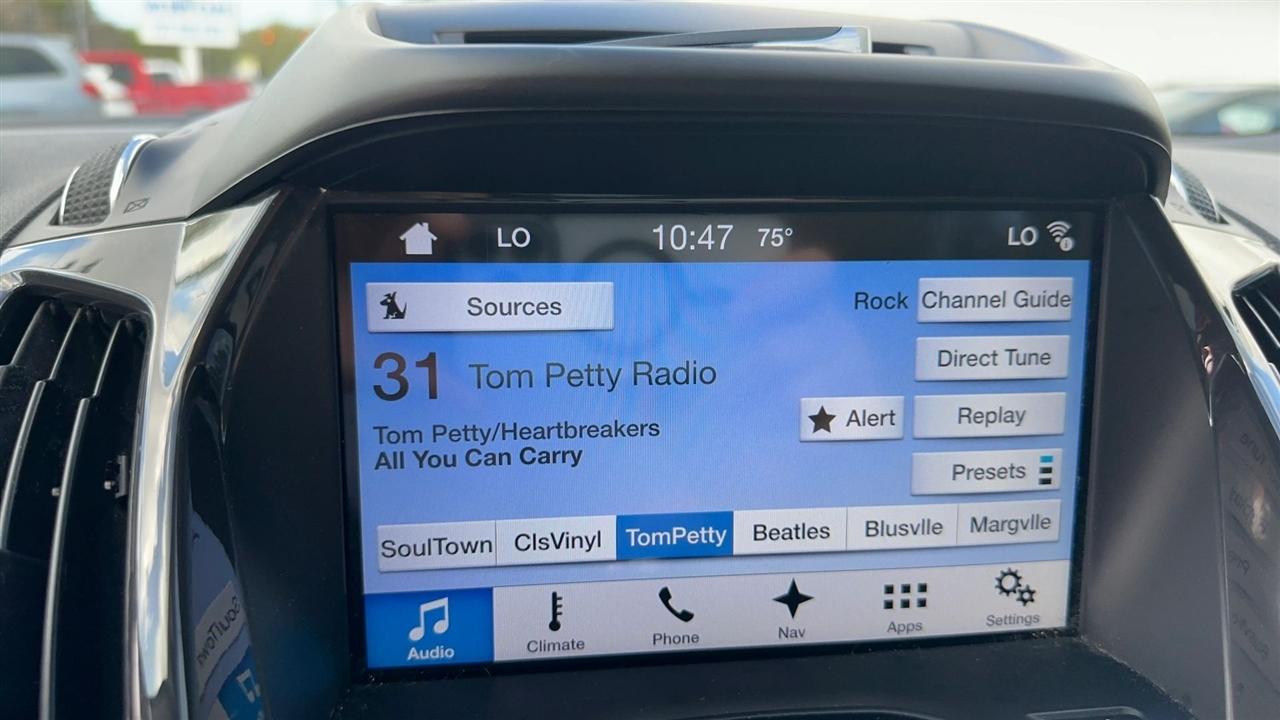 LO 10:47 75° LO
Sources
Rock Channel Guide
31 Tom Petty Radio
Direct Tune
Tom Petty/Heartbreakers
All You Can Carry
Alert
Replay
Presets
SoulTown ClsVinyl TomPetty Beatles Blusvlle Margvlle
Audio Climate Phone Nav Apps Settings
SoulTown